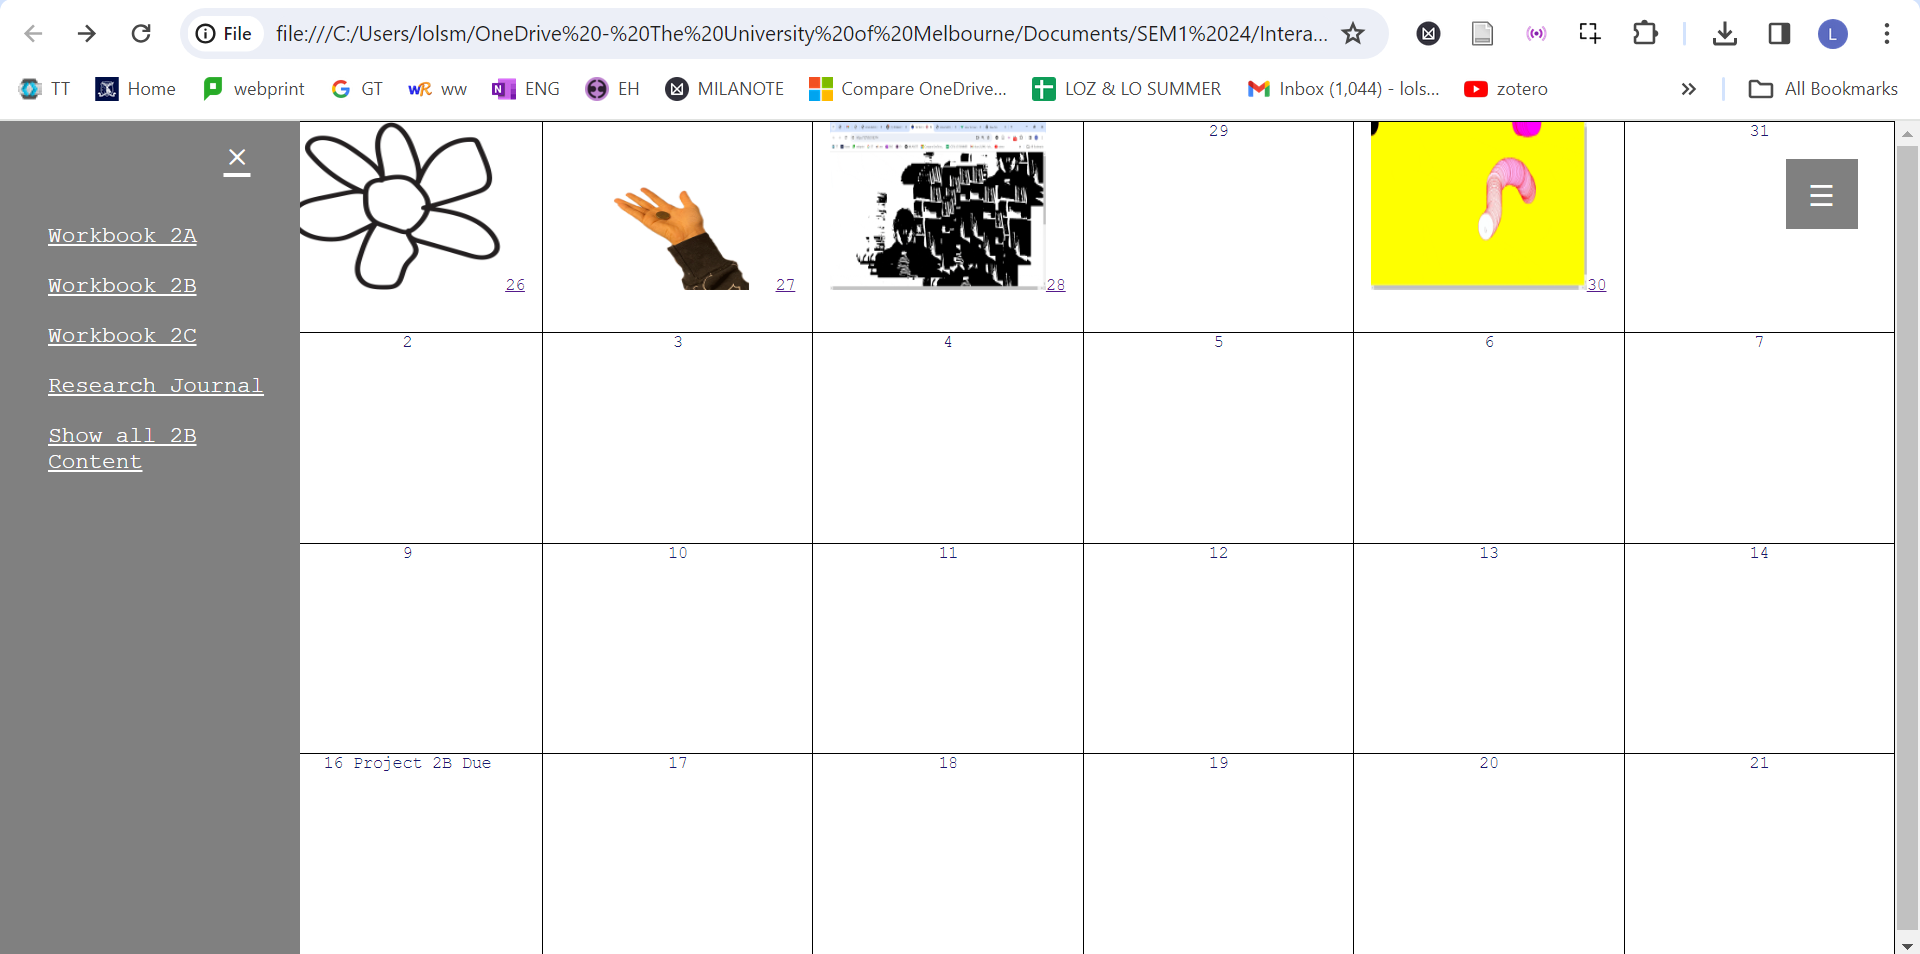 File
file:///C:/Users/lolsm/OneDrive%20-%20The%20University%20of%20Melbourne/Documents/SEM1%202024/Intera...
L
TT
Home
webprint
GT
ww
ENG
EH
MILANOTE
Compare OneDrive...
LOZ & LO SUMMER
Inbox (1,044) - lols...
zotero
All Bookmarks
Workbook 2A
Workbook 2B
Workbook 2C
Research Journal
Show all 2B
Content
26
27
28
29
30
31
2
3
4
5
6
7
9
10
11
12
13
14
16 Project 2B Due
17
18
19
20
21